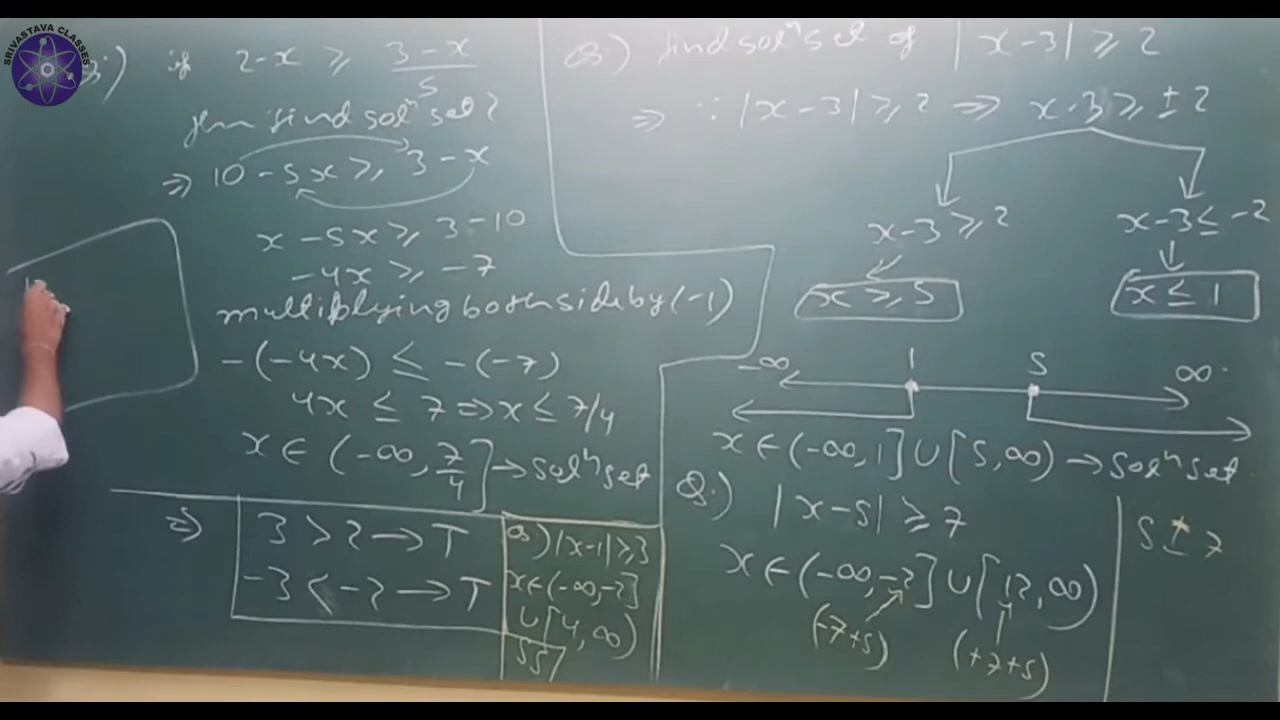 SRIVASTAVA CLASSES
if 2-x ≥ (3-x)/5
then find solⁿ set?
⇒ 10-5x ≥ 3-x
x-5x ≥ 3-10
-4x ≥ -7
multiplying both side by (-1)
-(-4x) ≤ -(-7)
4x ≤ 7 ⇒ x ≤ 7/4
x ∈ (-∞, 7/4] → solⁿ set
⇒ 3 > 2 → T
-3 < -2 → T
Q.) |x-1| ≥ 3
x ∈ (-∞, -2]
∪ [4, ∞)
Q.) find solⁿ set of |x-3| ≥ 2
⇒ ∵ |x-3| ≥ 2 ⇒ x-3 ≥ ± 2
x-3 ≥ 2 x-3 ≤ -2
x ≥ 5 x ≤ 1
-∞ 1 5 ∞
x ∈ (-∞, 1] ∪ [5, ∞) → solⁿ set
Q.) |x-5| ≥ 7
x ∈ (-∞, -2] ∪ [12, ∞)
(-7+5) (+7+5)
5 ± 7